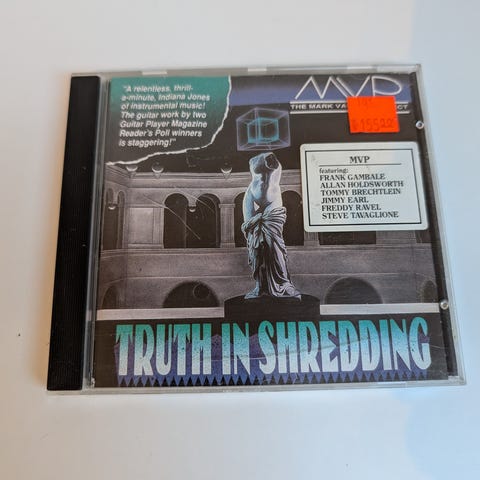 "A relentless, thrill-
a-minute, Indiana Jones
of instrumental music!
The guitar work by two
Guitar Player Magazine
Reader's Poll winners
is staggering!"
MVP
THE MARK VA
CT
MVP
featuring:
FRANK GAMBALE
ALLAN HOLDSWORTH
TOMMY BRECHTLEIN
JIMMY EARL
FREDDY RAVEL
STEVE TAVAGLIONE
TRUTH IN SHREDDING